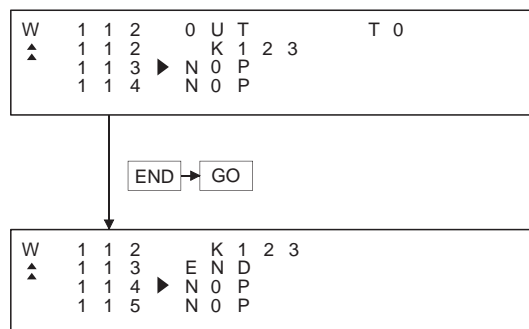 W 112 OUT T0
112 K123
113 ▶ NOP
114 NOP
END GO
W 112 K123
113 END
114 ▶ NOP
115 NOP